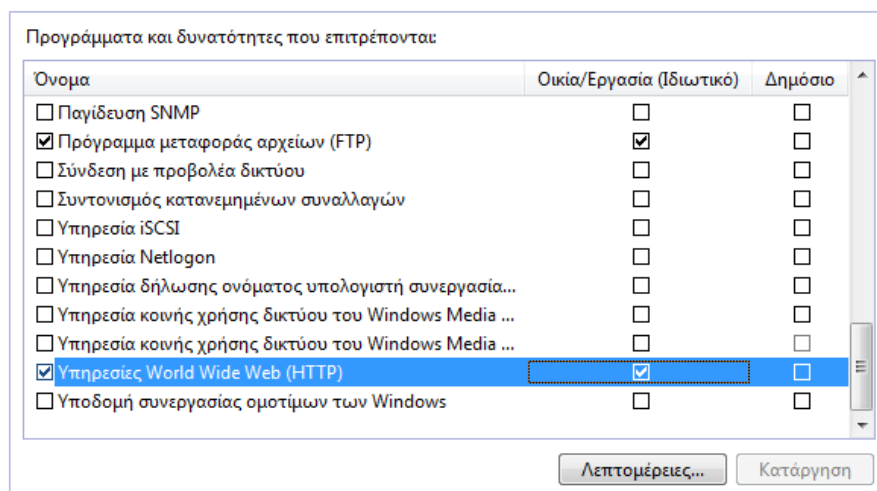 Προγράμματα και δυνατότητες που επιτρέπονται:
Όνομα Οικία/Εργασία (Ιδιωτικό) Δημόσιο
Παγίδευση SNMP
Πρόγραμμα μεταφοράς αρχείων (FTP)
Σύνδεση με προβολέα δικτύου
Συντονισμός κατανεμημένων συναλλαγών
Υπηρεσία iSCSI
Υπηρεσία Netlogon
Υπηρεσία δήλωσης ονόματος υπολογιστή συνεργασία...
Υπηρεσία κοινής χρήσης δικτύου του Windows Media ...
Υπηρεσία κοινής χρήσης δικτύου του Windows Media ...
Υπηρεσίες World Wide Web (HTTP)
Υποδομή συνεργασίας ομοτίμων των Windows
Λεπτομέρειες... Κατάργηση